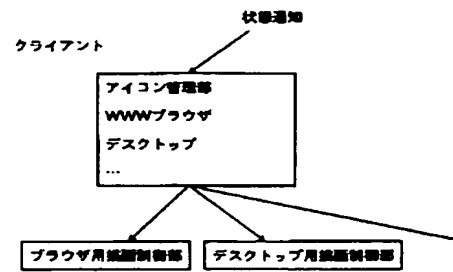 状態通知
クライアント
アイコン管理部
WWWブラウザ
デスクトップ
...
ブラウザ用描画制御部
デスクトップ用描画制御部